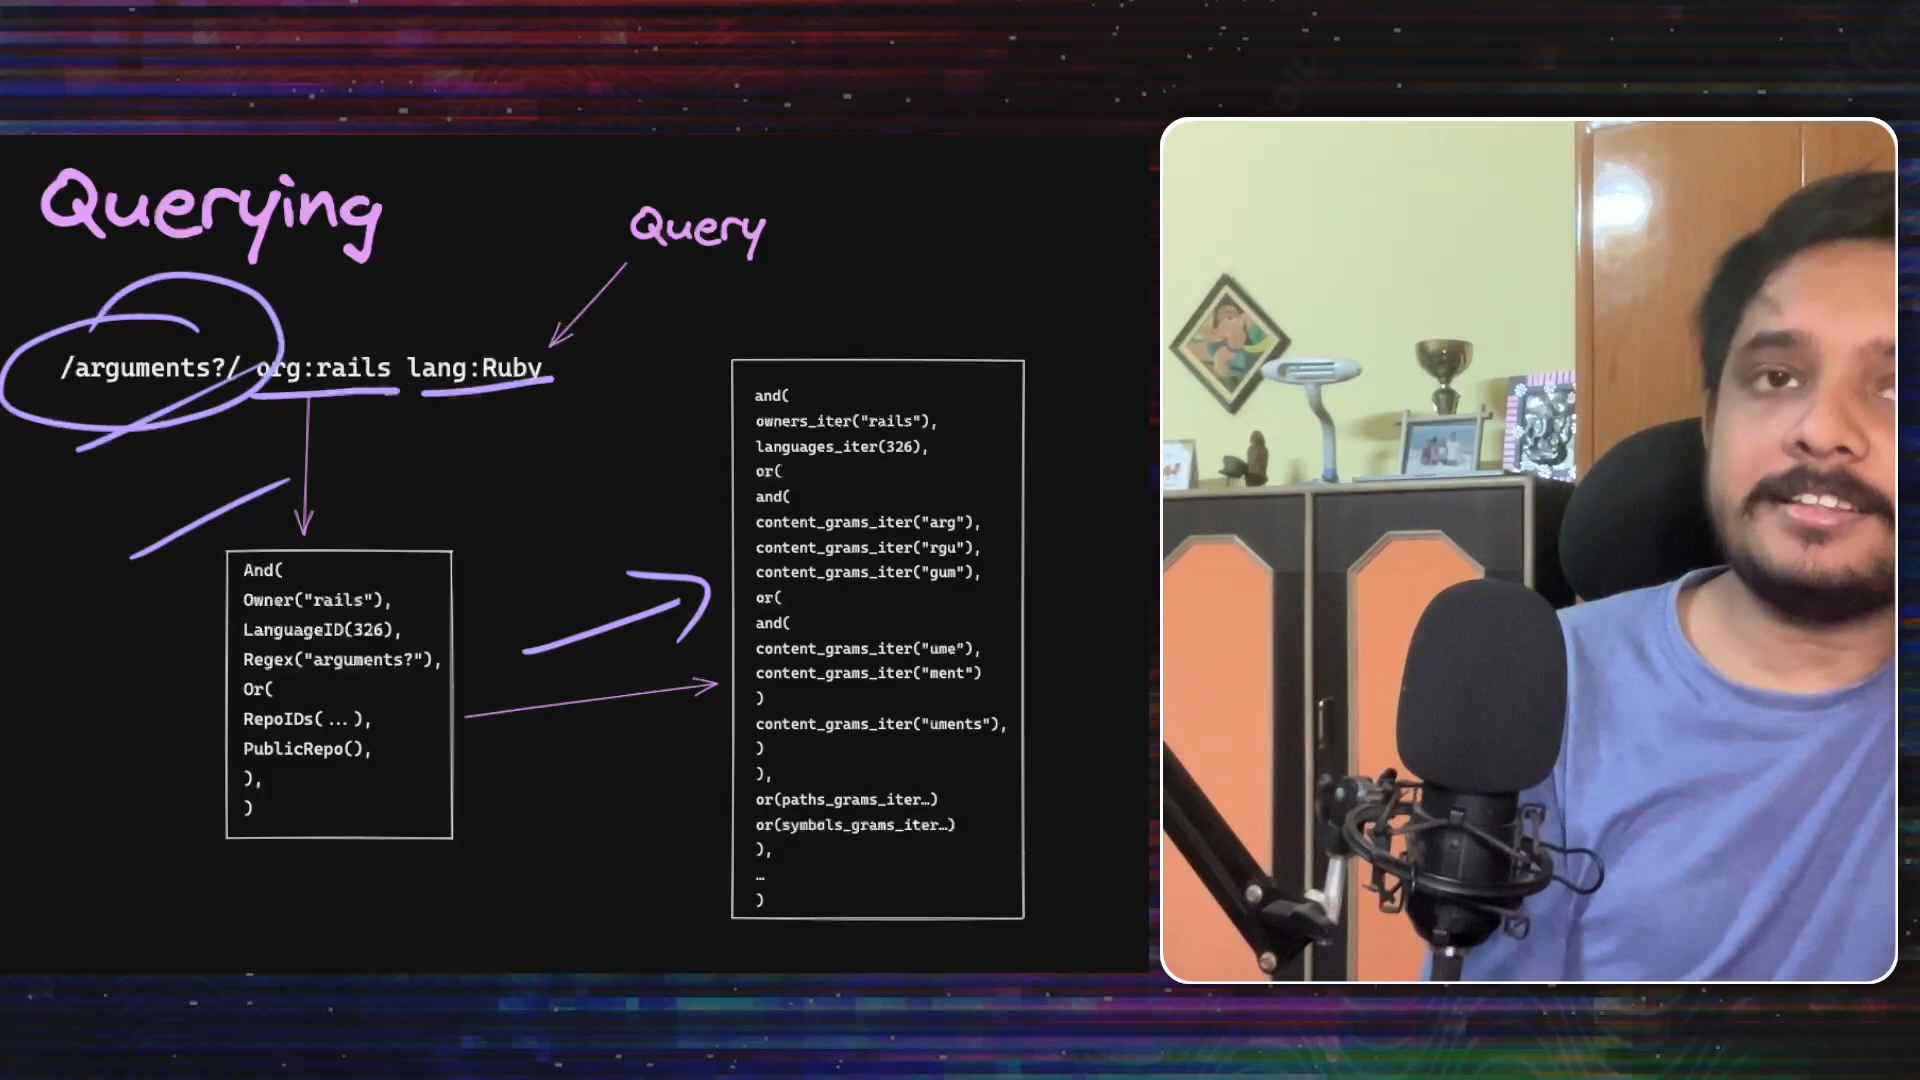 Querying
Query
/arguments?/ org:rails lang:Ruby
And(
Owner("rails"),
LanguageID(326),
Regex("arguments?"),
Or(
RepoIDs(...),
PublicRepo(),
),
)
and(
owners_iter("rails"),
languages_iter(326),
or(
and(
content_grams_iter("arg"),
content_grams_iter("rgu"),
content_grams_iter("gum"),
or(
and(
content_grams_iter("ume"),
content_grams_iter("ment")
)
content_grams_iter("uments"),
)
),
or(paths_grams_iter…)
or(symbols_grams_iter…)
),
…
)